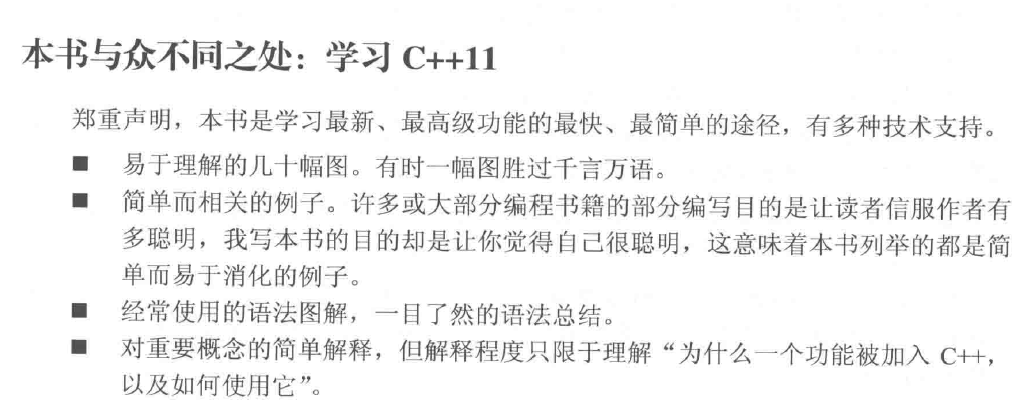 本书与众不同之处：学习 C++11
郑重声明，本书是学习最新、最高级功能的最快、最简单的途径，有多种技术支持。
■ 易于理解的几十幅图。有时一幅图胜过千言万语。
■ 简单而相关的例子。许多或大部分编程书籍的部分编写目的是让读者信服作者有
多聪明，我写本书的目的却是让你觉得自己很聪明，这意味着本书列举的都是简
单而易于消化的例子。
■ 经常使用的语法图解，一目了然的语法总结。
■ 对重要概念的简单解释，但解释程度只限于理解“为什么一个功能被加入 C++，
以及如何使用它”。